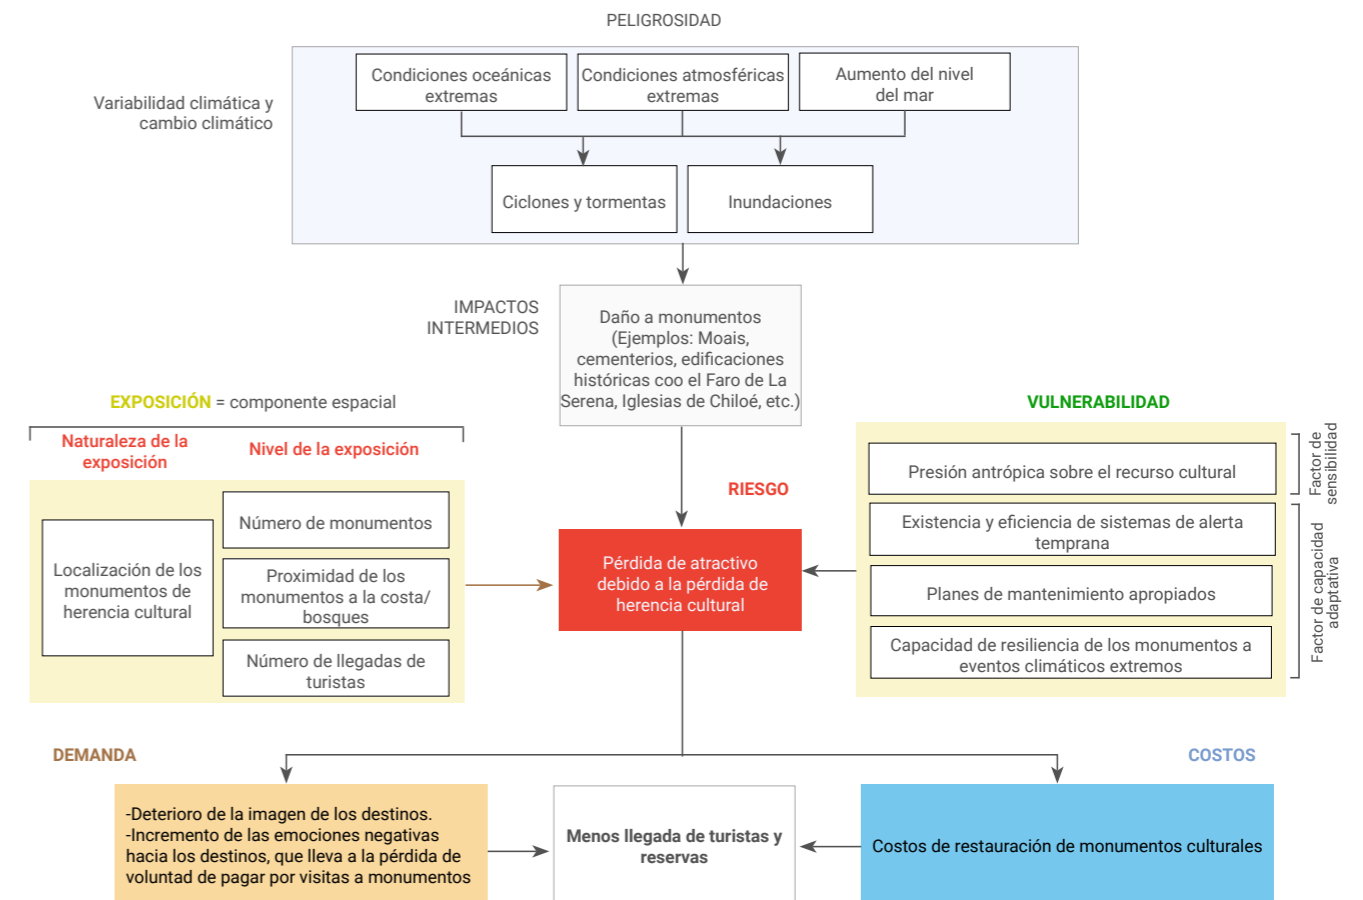 PELIGROSIDAD
Variabilidad climática y
cambio climático
Condiciones oceánicas
extremas
Condiciones atmosféricas
extremas
Aumento del nivel
del mar
Ciclones y tormentas
Inundaciones
IMPACTOS
INTERMEDIOS
Daño a monumentos
(Ejemplos: Moais,
cementerios, edificaciones
históricas coo el Faro de La
Serena, Iglesias de Chiloé, etc.)
EXPOSICIÓN = componente espacial
Naturaleza de la
exposición
Nivel de la exposición
Localización de los
monumentos de
herencia cultural
Número de monumentos
Proximidad de los
monumentos a la costa/
bosques
Número de llegadas de
turistas
RIESGO
Pérdida de atractivo
debido a la pérdida de
herencia cultural
VULNERABILIDAD
Presión antrópica sobre el recurso cultural
Existencia y eficiencia de sistemas de alerta
temprana
Planes de mantenimiento apropiados
Capacidad de resiliencia de los monumentos a
eventos climáticos extremos
Factor de
sensibilidad
Factor de capacidad
adaptativa
DEMANDA
-Deterioro de la imagen de los destinos.
-Incremento de las emociones negativas
hacia los destinos, que lleva a la pérdida de
voluntad de pagar por visitas a monumentos
Menos llegada de turistas y
reservas
COSTOS
Costos de restauración de monumentos culturales